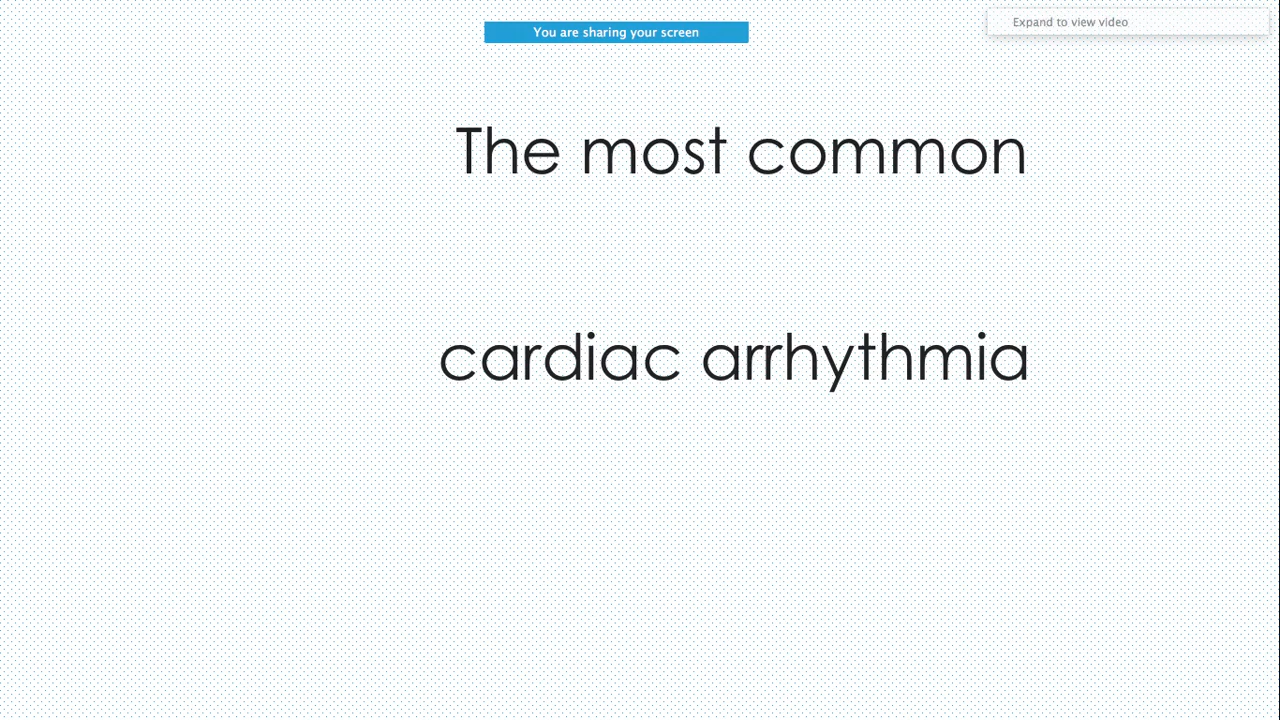 You are sharing your screen
Expand to view video
The most common
cardiac arrhythmia